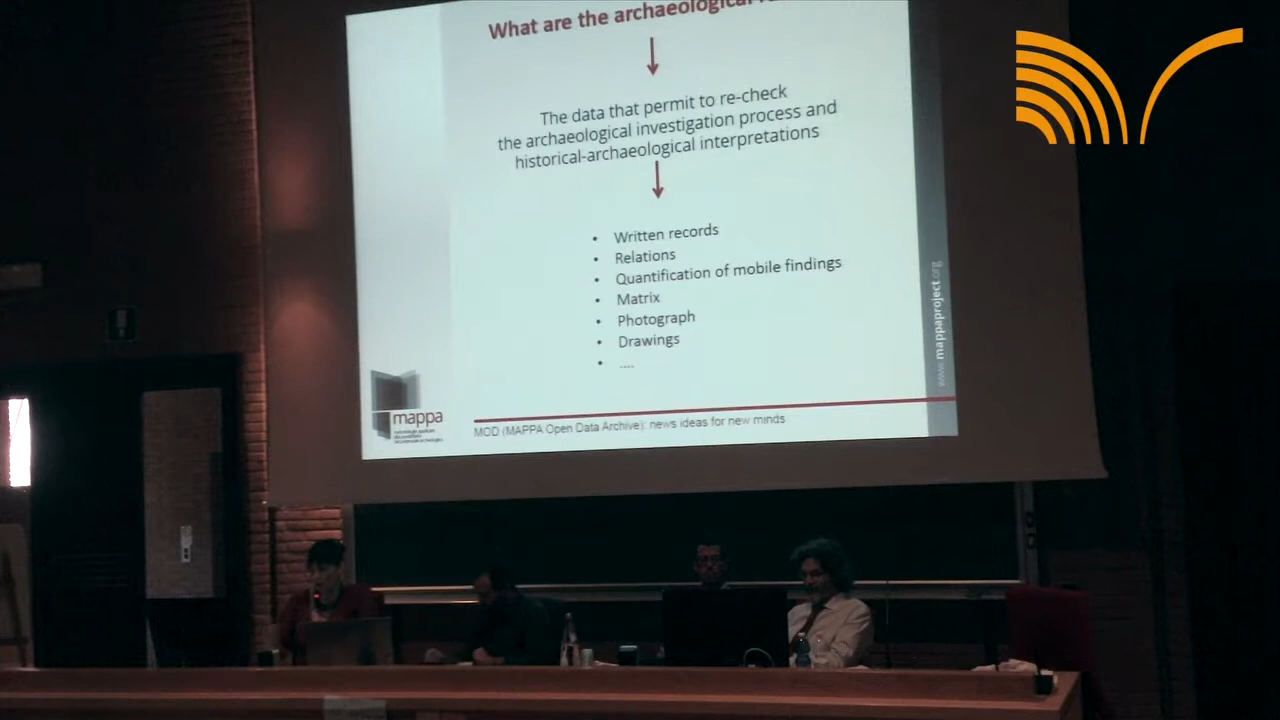 What are the archaeological
The data that permit to re-check
the archaeological investigation process and
historical-archaeological interpretations
• Written records
• Relations
• Quantification of mobile findings
• Matrix
• Photograph
• Drawings
• ....
www.mappaproject.org
mappa
MOD (MAPPA Open Data Archive): news ideas for new minds